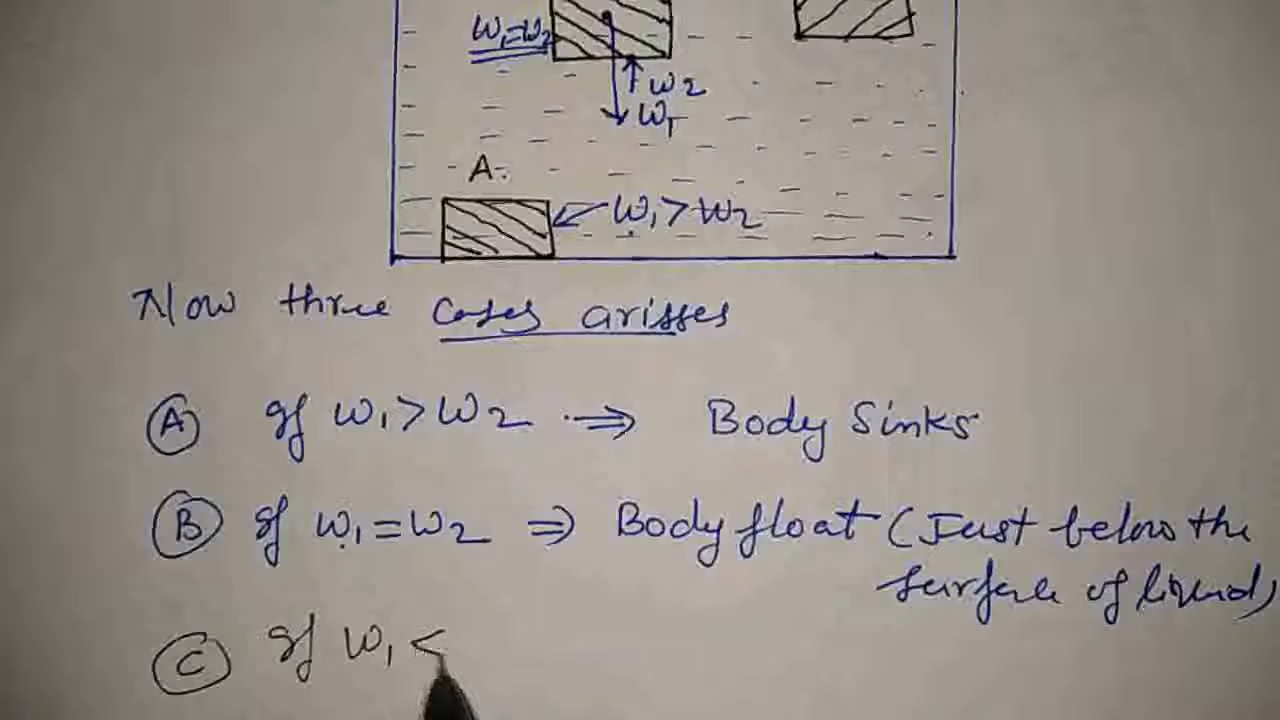 W₁=W₂
W2
W₁
A.
W₁>W2
Now three Cases arisses
A If W₁>W2 ⇒ Body Sinks
B If W₁=W2 ⇒ Body float (Just below the
surface of liquid)
C If W₁ <